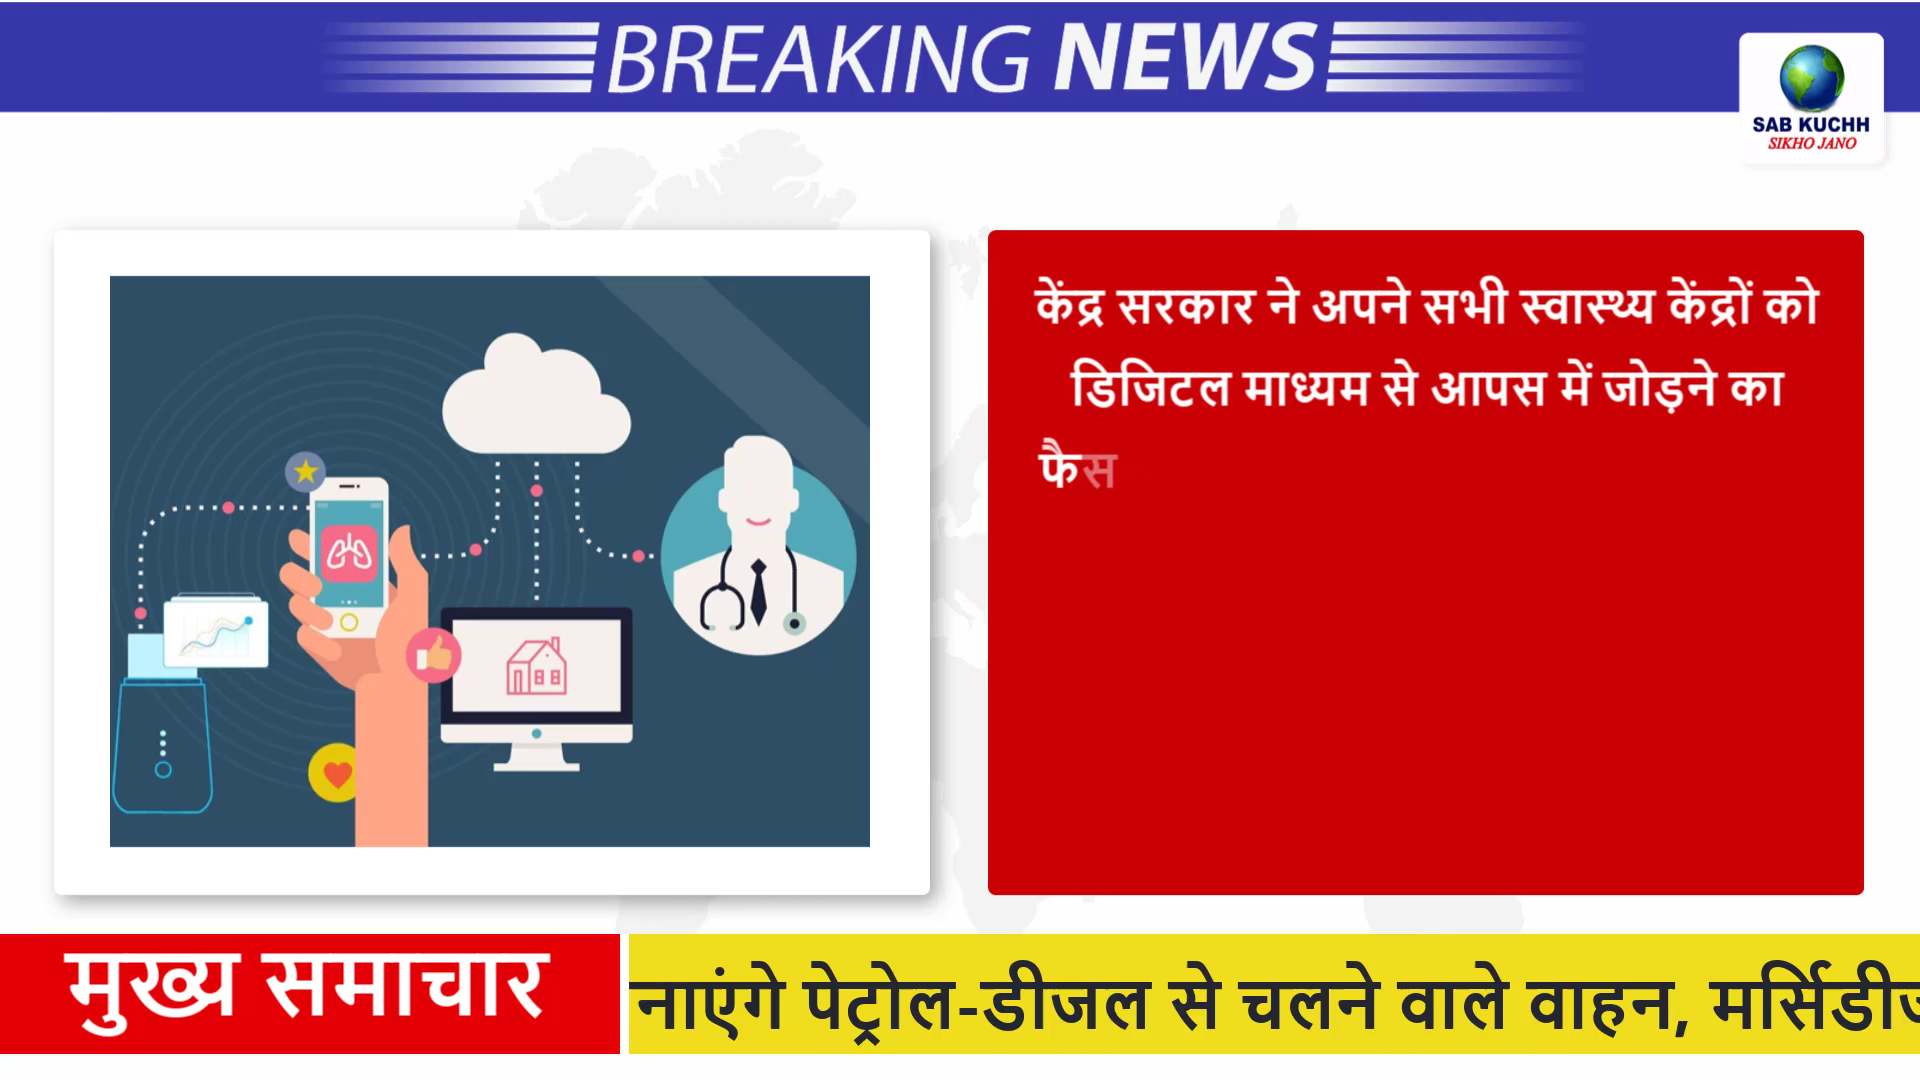 BREAKING NEWS
SAB KUCHH
SIKHO JANO
केंद्र सरकार ने अपने सभी स्वास्थ्य केंद्रों को
डिजिटल माध्यम से आपस में जोड़ने का
फैस
मुख्य समाचार
नाएंगे पेट्रोल-डीजल से चलने वाले वाहन, मर्सिडीज